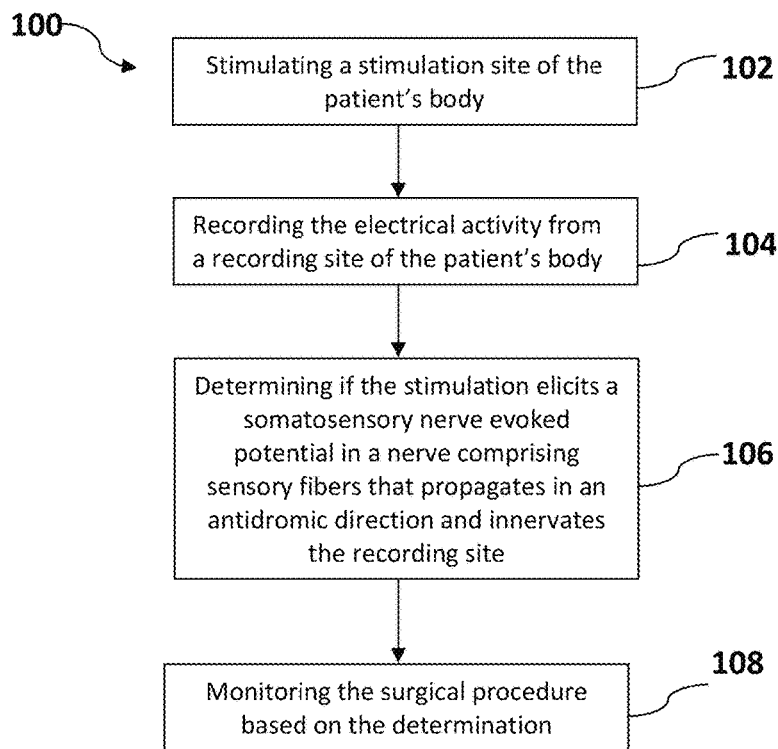 100
Stimulating a stimulation site of the
patient's body
102
Recording the electrical activity from
a recording site of the patient's body
104
Determining if the stimulation elicits a
somatosensory nerve evoked
potential in a nerve comprising
sensory fibers that propagates in an
antidromic direction and innervates
the recording site
106
Monitoring the surgical procedure
based on the determination
108